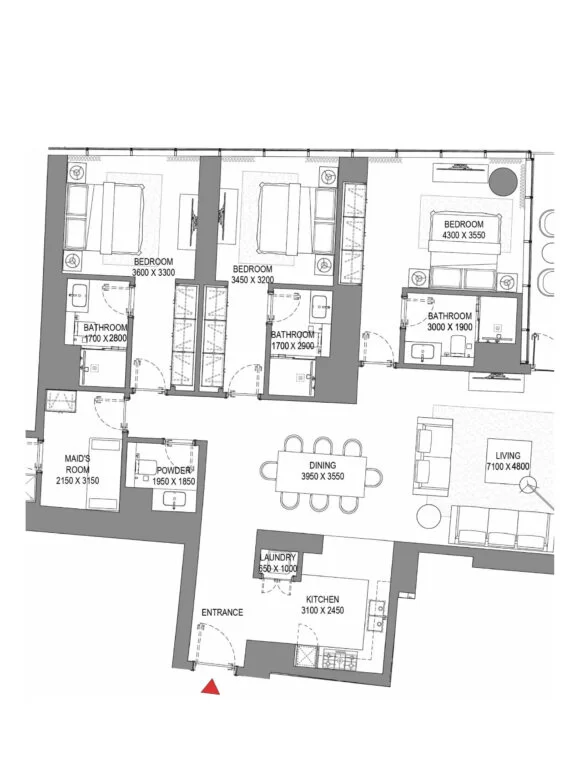 BEDROOM
3600 X 3300
BEDROOM
3450 X 3200
BEDROOM
4300 X 3550
BATHROOM
1700 X 2800
BATHROOM
1700 X 2900
BATHROOM
3000 X 1900
MAID'S
ROOM
2150 X 3150
POWDER
1950 X 1850
DINING
3950 X 3550
LIVING
7100 X 4800
LAUNDRY
650 X 1000
KITCHEN
3100 X 2450
ENTRANCE